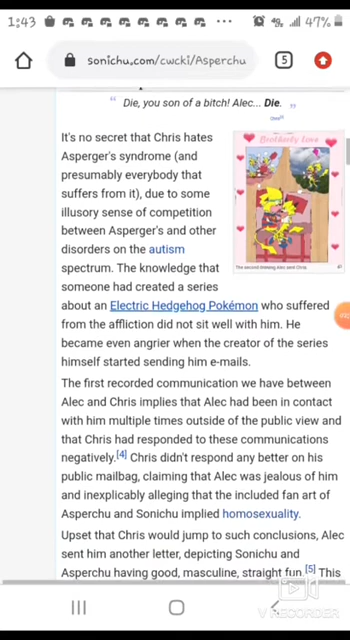 1:43 47%
sonichu.com/cwcki/Asperchu 5
“ Die, you son of a bitch! Alec... Die. ”
It's no secret that Chris hates
Asperger's syndrome (and
presumably everybody that
suffers from it), due to some
illusory sense of competition
between Asperger's and other
disorders on the autism
spectrum. The knowledge that
someone had created a series
Brotherly Love
The second drawing Alec sent Chris
about an Electric Hedgehog Pokémon who suffered
from the affliction did not sit well with him. He
became even angrier when the creator of the series
himself started sending him e-mails.
The first recorded communication we have between
Alec and Chris implies that Alec had been in contact
with him multiple times outside of the public view and
that Chris had responded to these communications
negatively.[4] Chris didn't respond any better on his
public mailbag, claiming that Alec was jealous of him
and inexplicably alleging that the included fan art of
Asperchu and Sonichu implied homosexuality.
Upset that Chris would jump to such conclusions, Alec
sent him another letter, depicting Sonichu and
Asperchu having good, masculine, straight fun.[5] This
VRECORDER